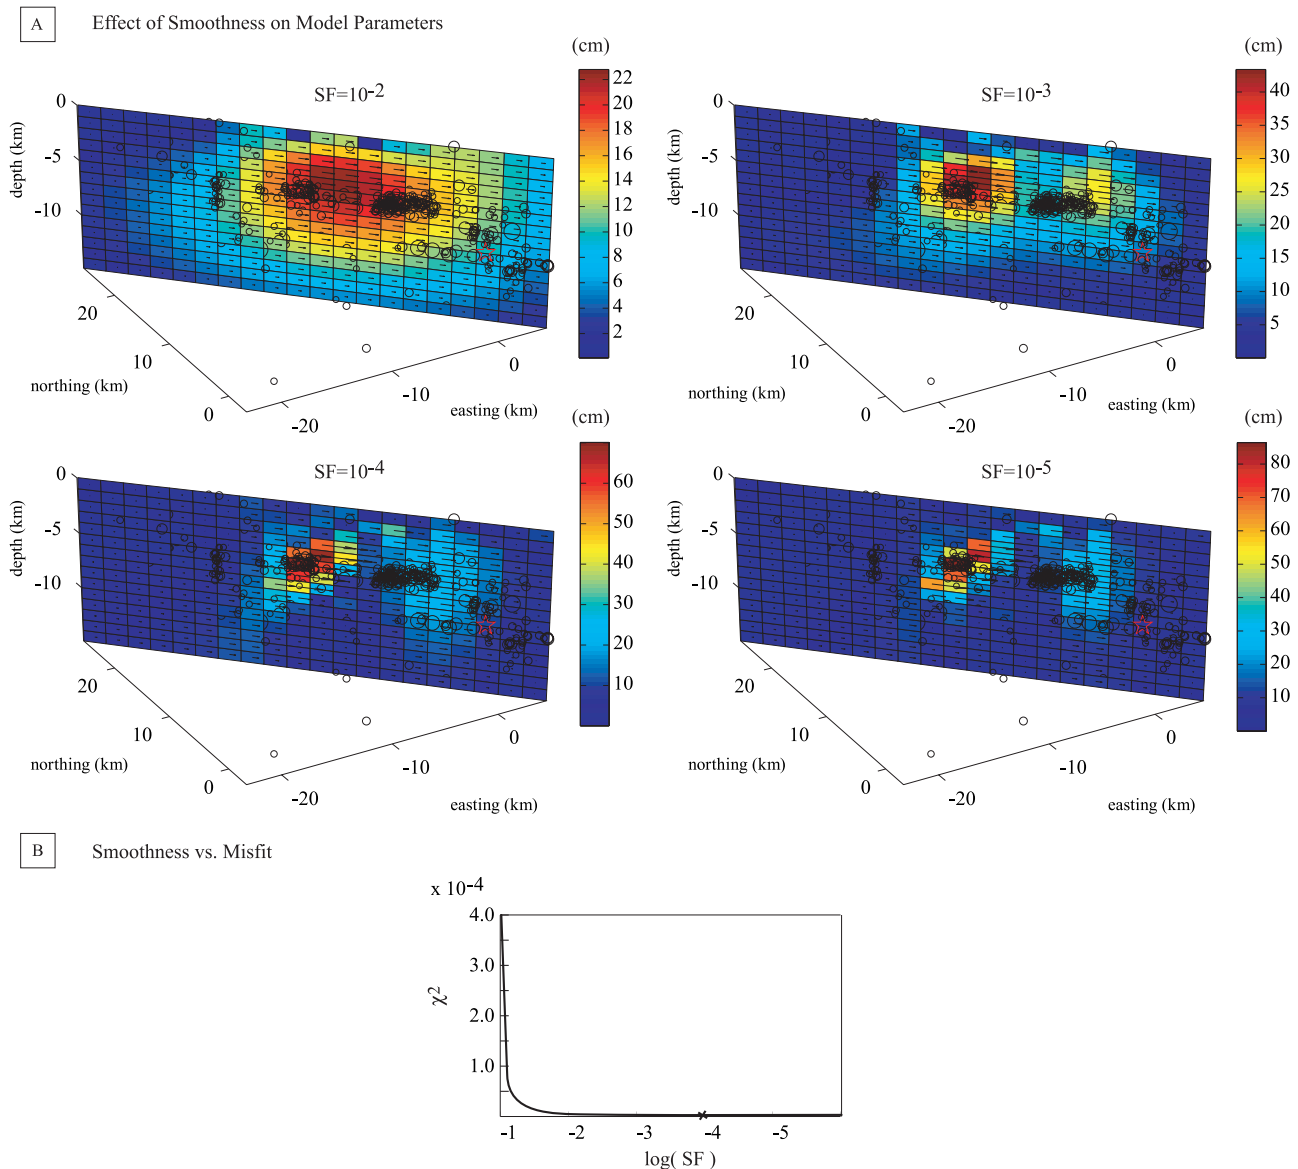 A Effect of Smoothness on Model Parameters
(cm)
(cm)
SF=10-2
SF=10-3
0
-5
-10
depth (km)
20
10
0
northing (km)
-20
-10
0
easting (km)
22
20
18
16
14
12
10
8
6
4
2
0
-5
-10
depth (km)
20
10
0
northing (km)
-20
-10
0
easting (km)
40
35
30
25
20
15
10
5
(cm)
(cm)
SF=10-4
SF=10-5
0
-5
-10
depth (km)
20
10
0
northing (km)
-20
-10
0
easting (km)
60
50
40
30
20
10
0
-5
-10
depth (km)
20
10
0
northing (km)
-20
-10
0
easting (km)
80
70
60
50
40
30
20
10
B Smoothness vs. Misfit
x 10-4
4.0
3.0
2.0
1.0
χ2
-1 -2 -3 -4 -5
log( SF )